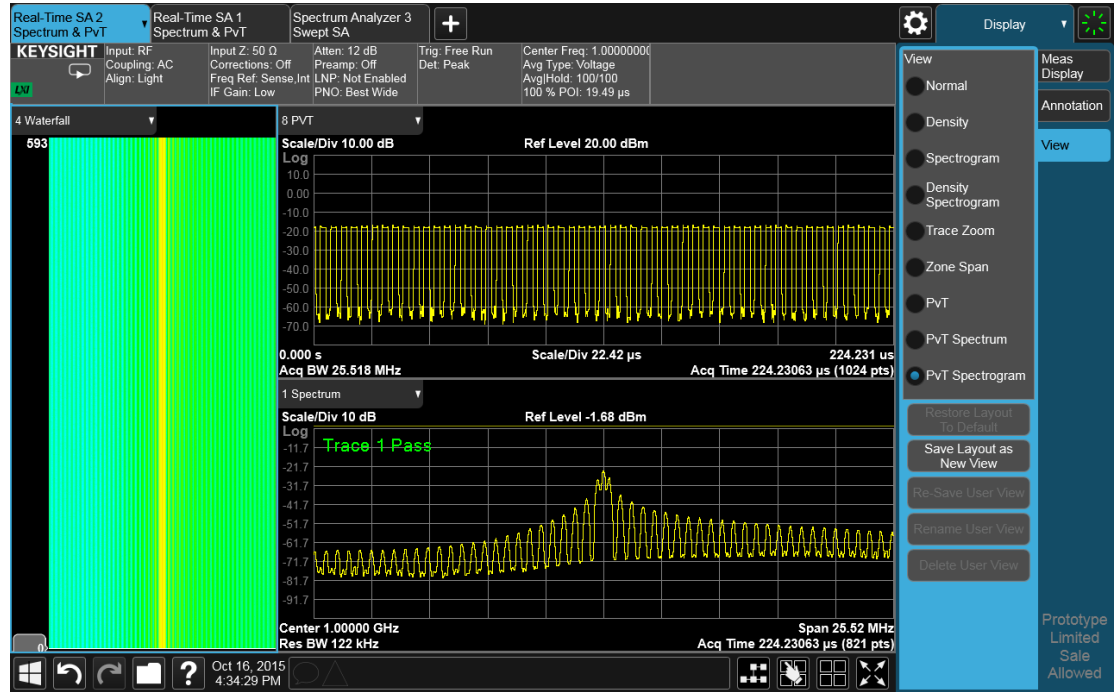 Real-Time SA 2
Spectrum & PvT
Real-Time SA 1
Spectrum & PvT
Spectrum Analyzer 3
Swept SA
Display
KEYSIGHT
LXI
Input: RF
Coupling: AC
Align: Light
Input Z: 50 Ω
Corrections: Off
Freq Ref: Sense,Int
IF Gain: Low
Atten: 12 dB
Preamp: Off
LNP: Not Enabled
PNO: Best Wide
Trig: Free Run
Det: Peak
Center Freq: 1.0000000
Avg Type: Voltage
Avg|Hold: 100/100
100 % POI: 19.49 µs
4 Waterfall
593
0
8 PVT
Scale/Div 10.00 dB
Ref Level 20.00 dBm
Log
10.0
0.00
-10.0
-20.0
-30.0
-40.0
-50.0
-60.0
-70.0
0.000 s
Scale/Div 22.42 µs
224.231 us
Acq BW 25.518 MHz
Acq Time 224.23063 µs (1024 pts)
1 Spectrum
Scale/Div 10 dB
Ref Level -1.68 dBm
Log
Trace 1 Pass
-11.7
-21.7
-31.7
-41.7
-51.7
-61.7
-71.7
-81.7
-91.7
Center 1.00000 GHz
Span 25.52 MHz
Res BW 122 kHz
Acq Time 224.23063 µs (821 pts)
View
Normal
Density
Spectrogram
Density
Spectrogram
Trace Zoom
Zone Span
PvT
PvT Spectrum
PvT Spectrogram
Restore Layout
To Default
Save Layout as
New View
Re-Save User View
Rename User View
Delete User View
Meas
Display
Annotation
View
Prototype
Limited
Sale
Allowed
?
Oct 16, 2015
4:34:29 PM